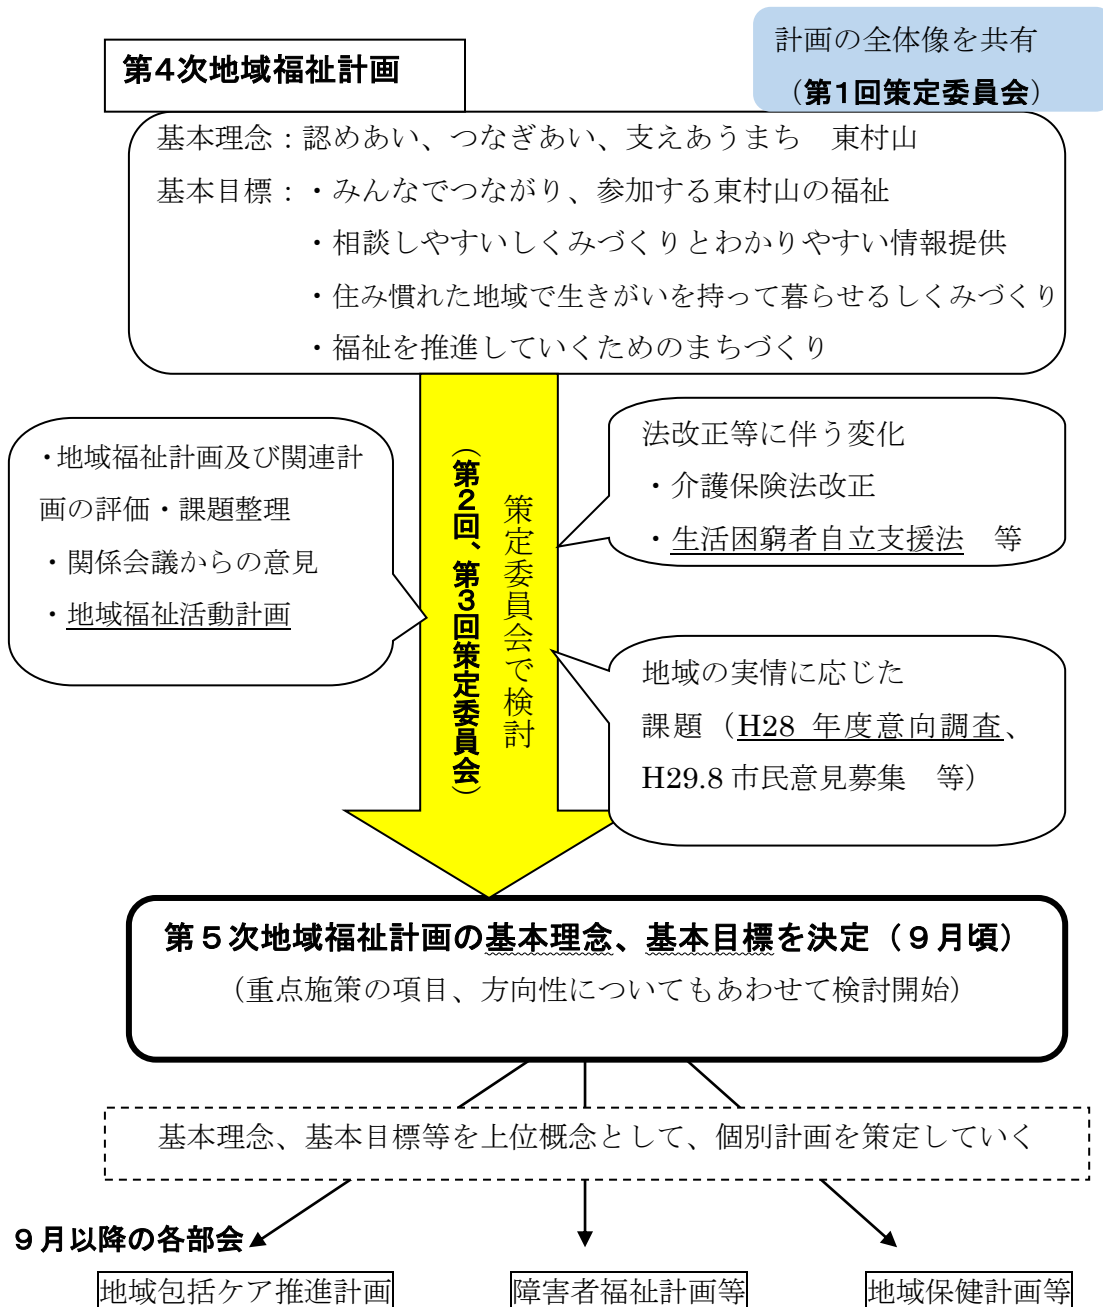 計画の全体像を共有
（第1回策定委員会）
第4次地域福祉計画
基本理念：認めあい、つなぎあい、支えあうまち　東村山
基本目標：・みんなでつながり、参加する東村山の福祉
・相談しやすいしくみづくりとわかりやすい情報提供
・住み慣れた地域で生きがいを持って暮らせるしくみづくり
・福祉を推進していくためのまちづくり
・地域福祉計画及び関連計
画の評価・課題整理
・関係会議からの意見
・地域福祉活動計画
策定委員会で検討
（第2回、第3回策定委員会）
法改正等に伴う変化
・介護保険法改正
・生活困窮者自立支援法　等
地域の実情に応じた
課題（H28 年度意向調査、
H29.8 市民意見募集　等）
第５次地域福祉計画の基本理念、基本目標を決定（９月頃）
（重点施策の項目、方向性についてもあわせて検討開始）
基本理念、基本目標等を上位概念として、個別計画を策定していく
９月以降の各部会
地域包括ケア推進計画
障害者福祉計画等
地域保健計画等